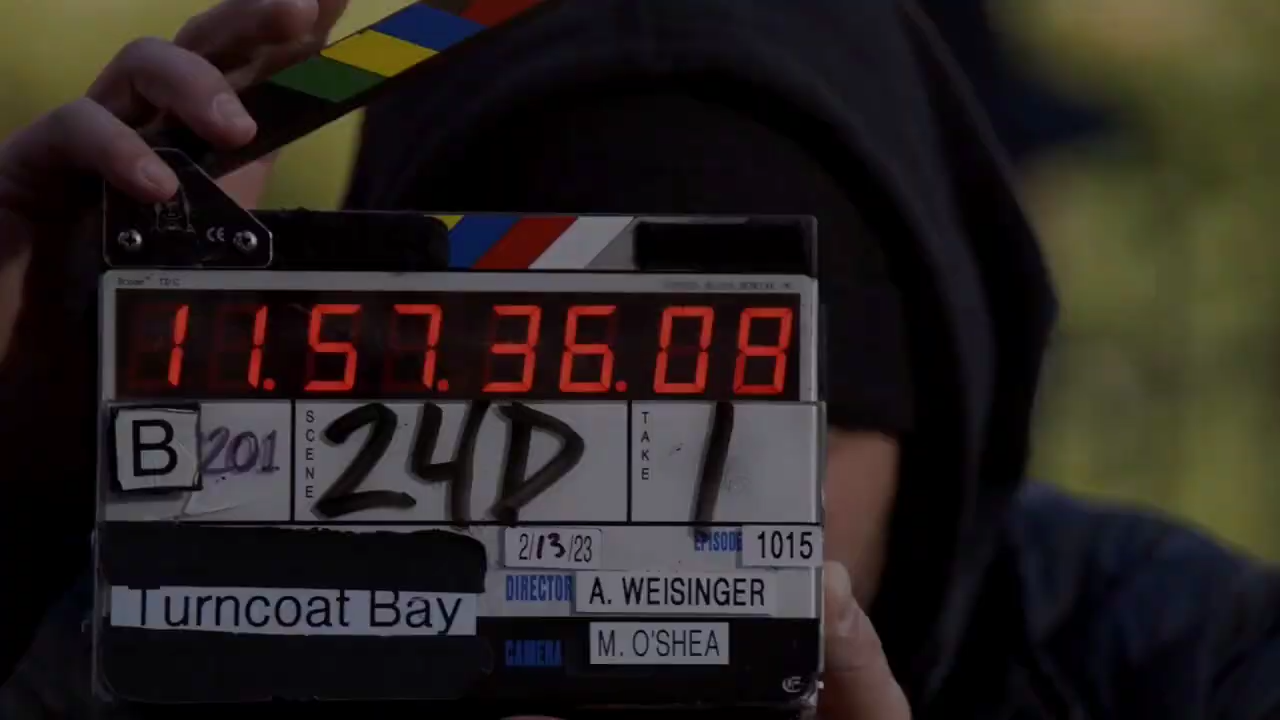 CE
11.57.36.08
B 201
SCENE 24D
TAKE 1
2/13/23
EPISODE 1015
DIRECTOR A. WEISINGER
Turncoat Bay
CAMERA M. O'SHEA